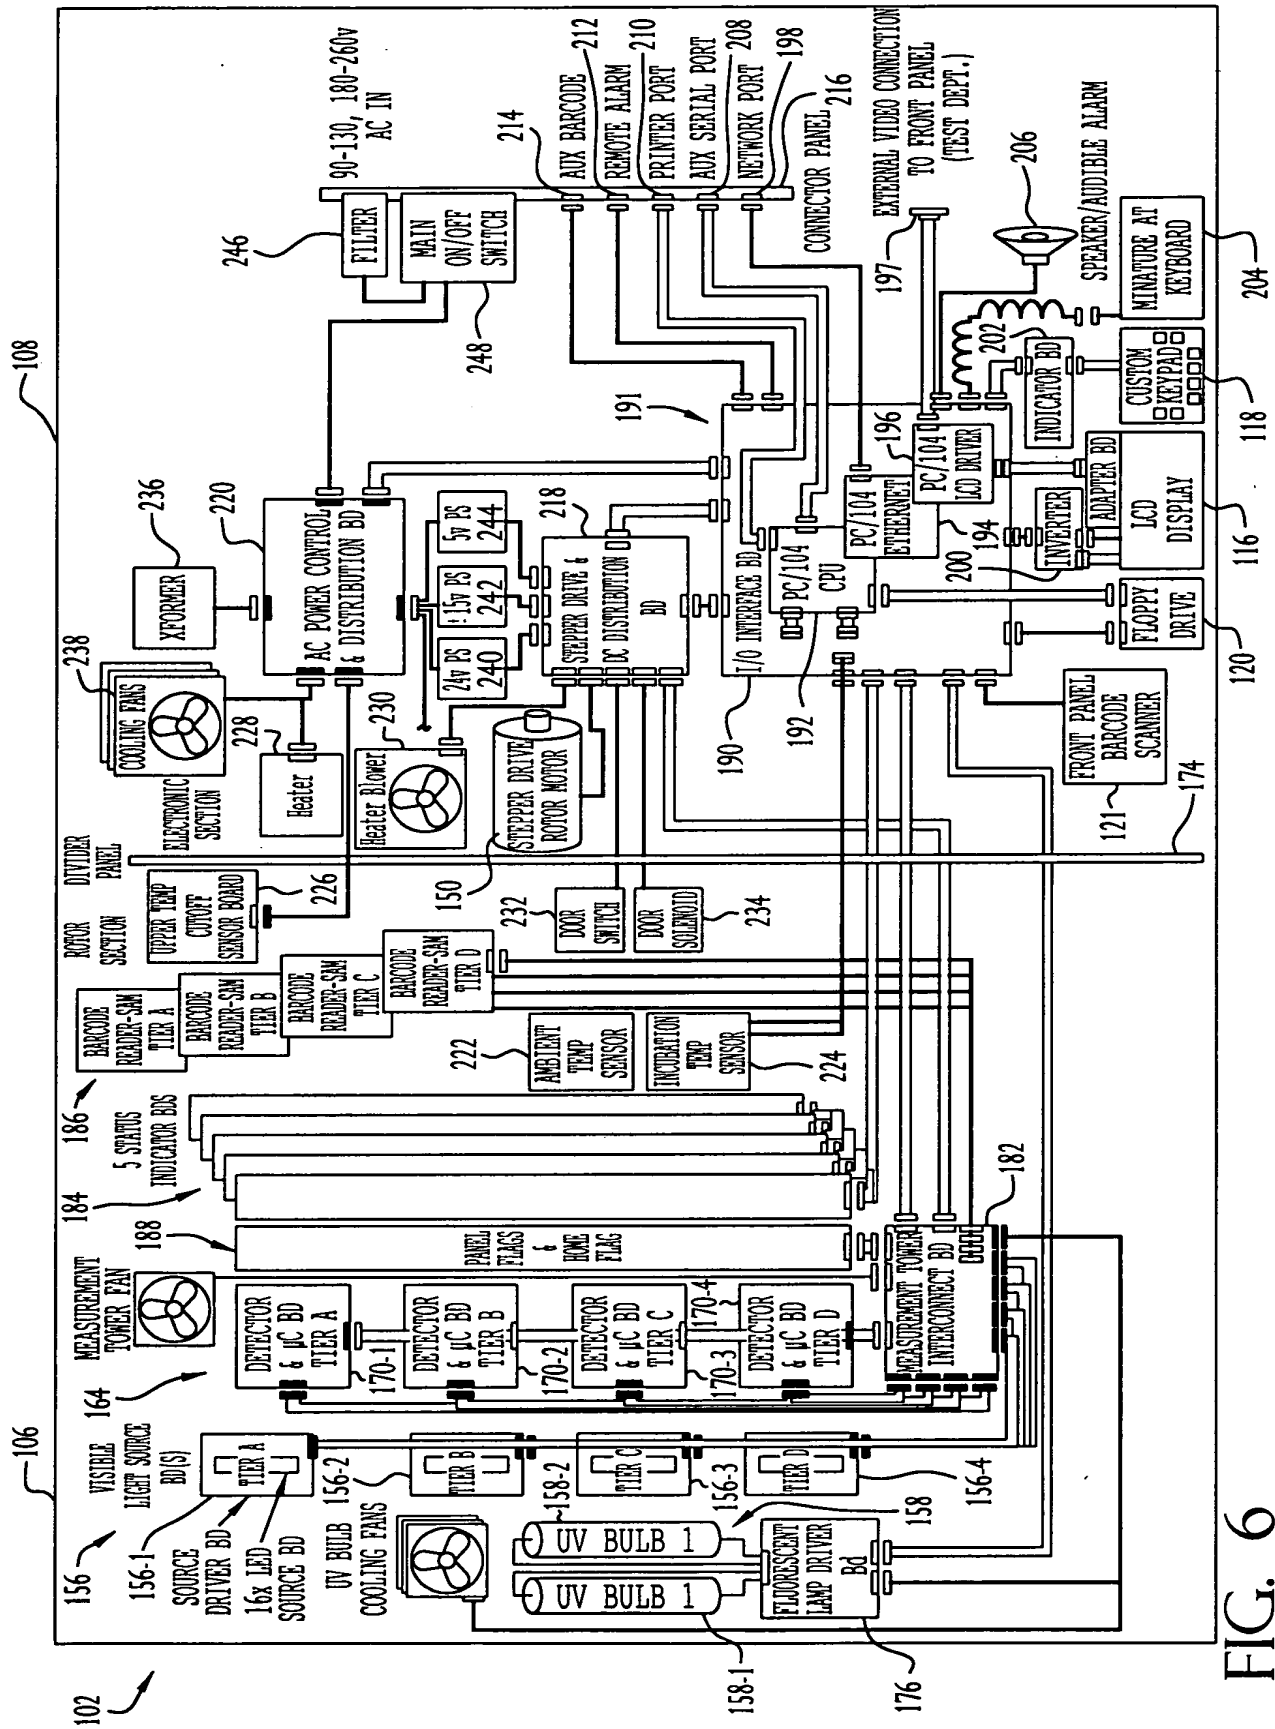 102
106
108
156
VISIBLE
LIGHT SOURCE
BD(S)
156-1
SOURCE
DRIVER BD
16x LED
SOURCE BD
TIER A
156-2
TIER B
TIER C
156-3
TIER D
156-4
UV BULB
COOLING FANS
158-2
UV BULB 1
UV BULB 1
158
158-1
FLUORESCENT
LAMP DRIVER
Bd
176
MEASUREMENT
TOWER FAN
164
DETECTOR
& µC BD
TIER A
170-1
DETECTOR
& µC BD
TIER B
170-2
DETECTOR
& µC BD
TIER C
170-3
DETECTOR
& µC BD
TIER D
170-4
MEASUREMENT TOWER
INTERCONNECT BD
182
188
PANEL
FLAGS
&
HOME
FLAG
184
5 STATUS
INDICATOR BDS
186
BARCODE
READER-SAM
TIER A
BARCODE
READER-SAM
TIER B
BARCODE
READER-SAM
TIER C
BARCODE
READER-SAM
TIER D
222
AMBIENT
TEMP
SENSOR
INCUBATION
TEMP
SENSOR
224
ROTOR
SECTION
DIVIDER
PANEL
ELECTRONIC
SECTION
UPPER TEMP
CUTOFF
SENSOR BOARD
226
232
DOOR
SWITCH
DOOR
SOLENOID
234
150
STEPPER DRIVE
ROTOR MOTOR
Heater Blower
230
Heater
228
COOLING FANS
238
XFORMER
236
220
AC POWER CONTROL
& DISTRIBUTION BD
24v PS
240
±15v PS
242
5v PS
244
STEPPER DRIVE &
DC DISTRIBUTION
BD
218
174
121
FRONT PANEL
BARCODE
SCANNER
190
I/O INTERFACE BD
191
192
PC/104
CPU
PC/104
ETHERNET
194
196
PC/104
LCD DRIVER
FLOPPY
DRIVE
120
200
INVERTER
ADAPTER BD
LCD
DISPLAY
116
INDICATOR BD
202
CUSTOM
KEYPAD
118
MINATURE AT
KEYBOARD
204
SPEAKER/AUDIBLE ALARM
206
197
EXTERNAL VIDEO CONNECTION
TO FRONT PANEL
(TEST DEPT.)
246
FILTER
MAIN
ON/OFF
SWITCH
248
90-130, 180-260v
AC IN
214
AUX BARCODE
212
REMOTE ALARM
210
PRINTER PORT
208
AUX SERIAL PORT
198
NETWORK PORT
216
CONNECTOR PANEL
FIG. 6